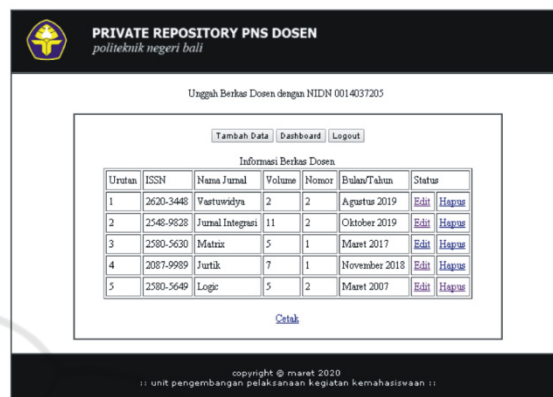 PRIVATE REPOSITORY PNS DOSEN
politeknik negeri bali
Unggah Berkas Dosen dengan NIDN 0014037205
Tambah Data Dashboard Logout
Informasi Berkas Dosen
Urutan ISSN Nama Jurnal Volume Nomor Bulan/Tahun Status
1 2620-3448 Vastuwidya 2 2 Agustus 2019 Edit Hapus
2 2548-9828 Jurnal Integrasi 11 2 Oktober 2019 Edit Hapus
3 2580-5630 Matrix 5 1 Maret 2017 Edit Hapus
4 2087-9989 Jurtik 7 1 November 2018 Edit Hapus
5 2580-5649 Logic 5 2 Maret 2007 Edit Hapus
Cetak
copyright @ maret 2020
:: unit pengembangan pelaksanaan kegiatan kemahasiswaan ::